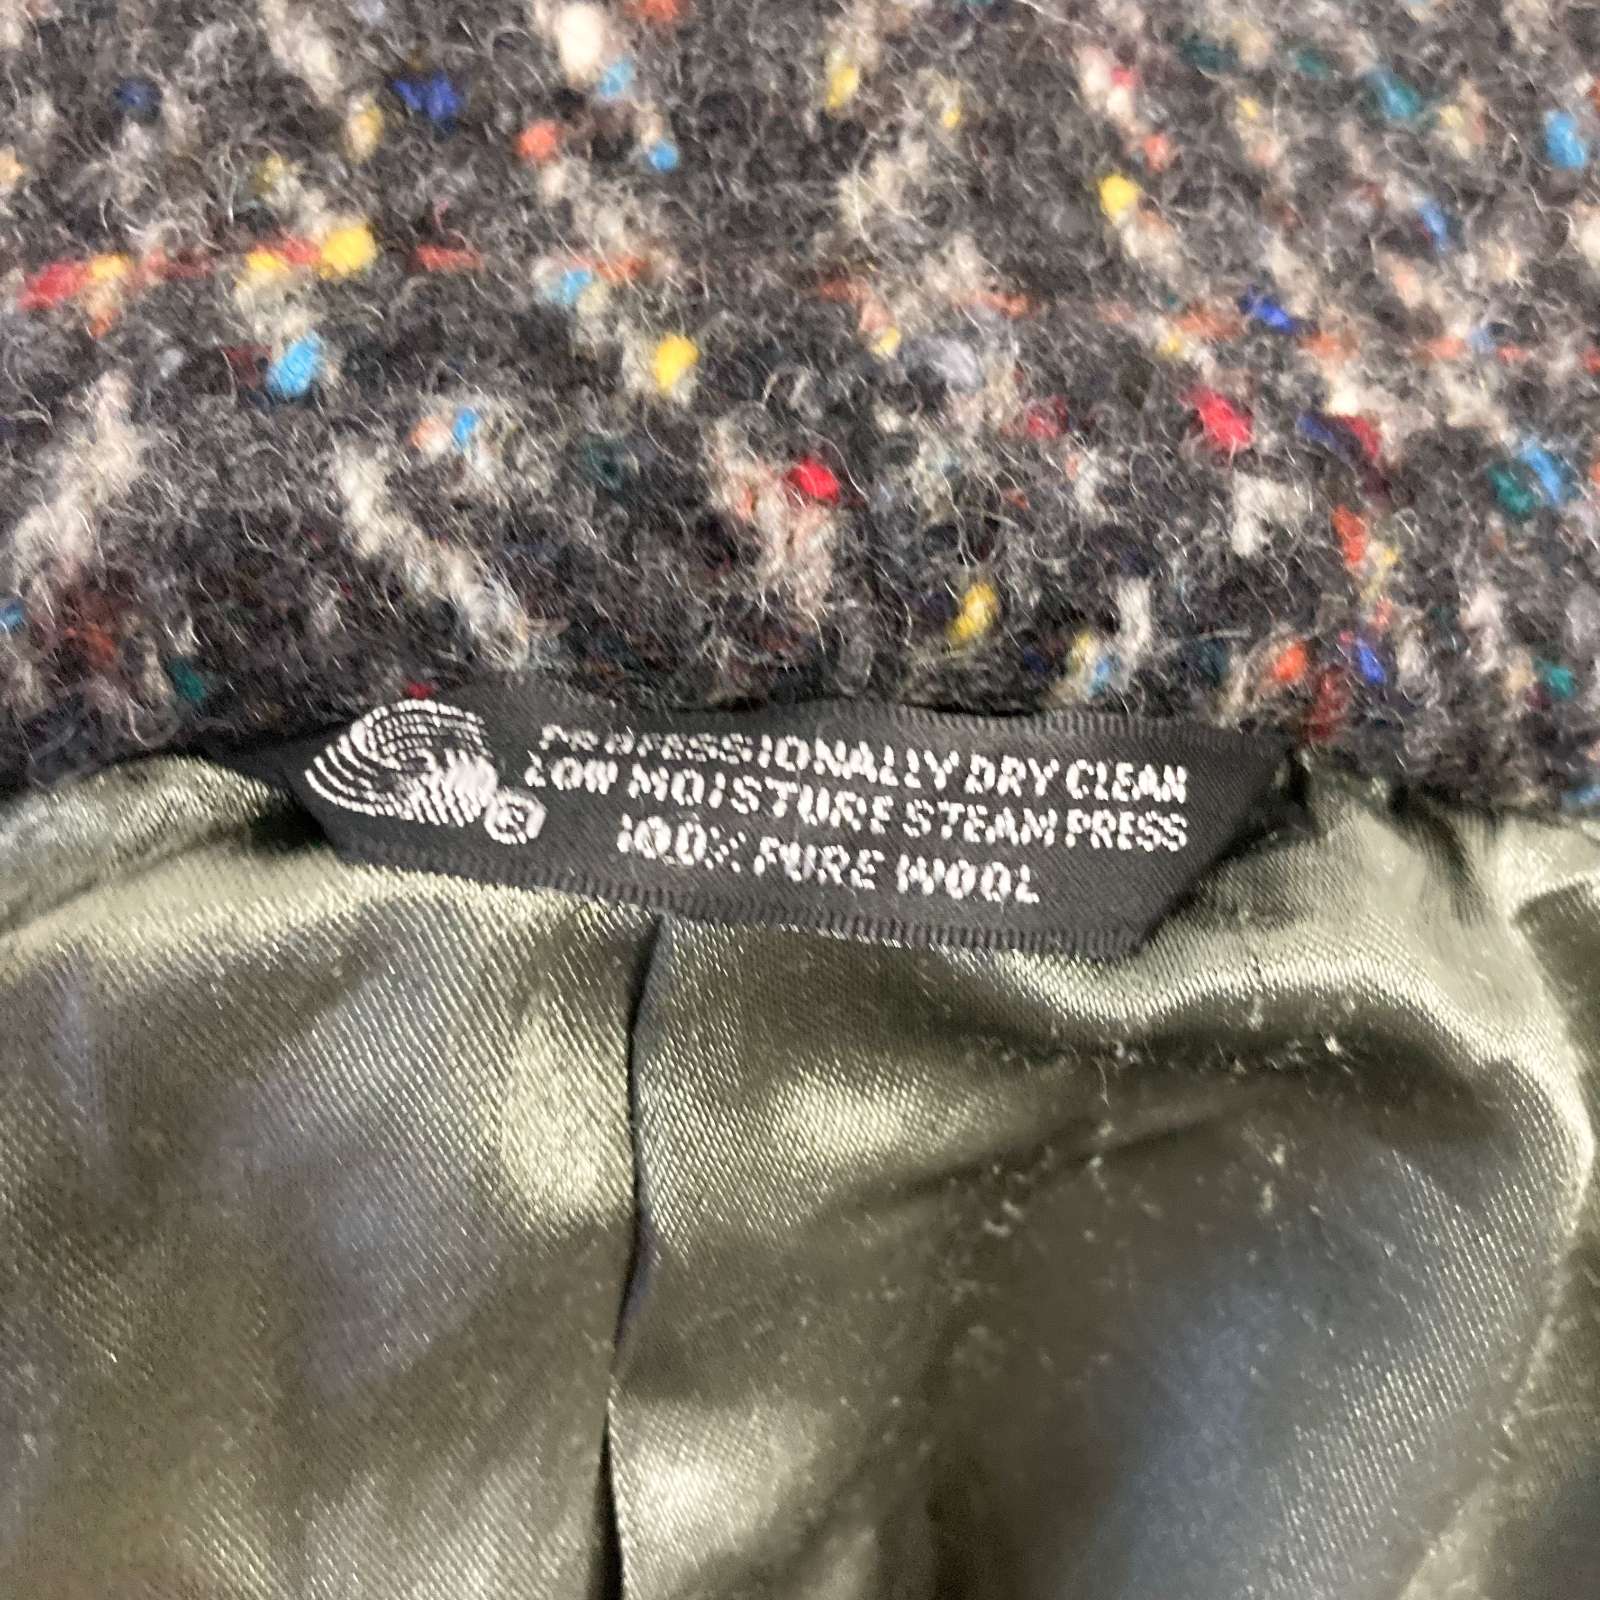 PROFESSIONALLY DRY CLEAN
LOW MOISTURE STEAM PRESS
100% PURE WOOL